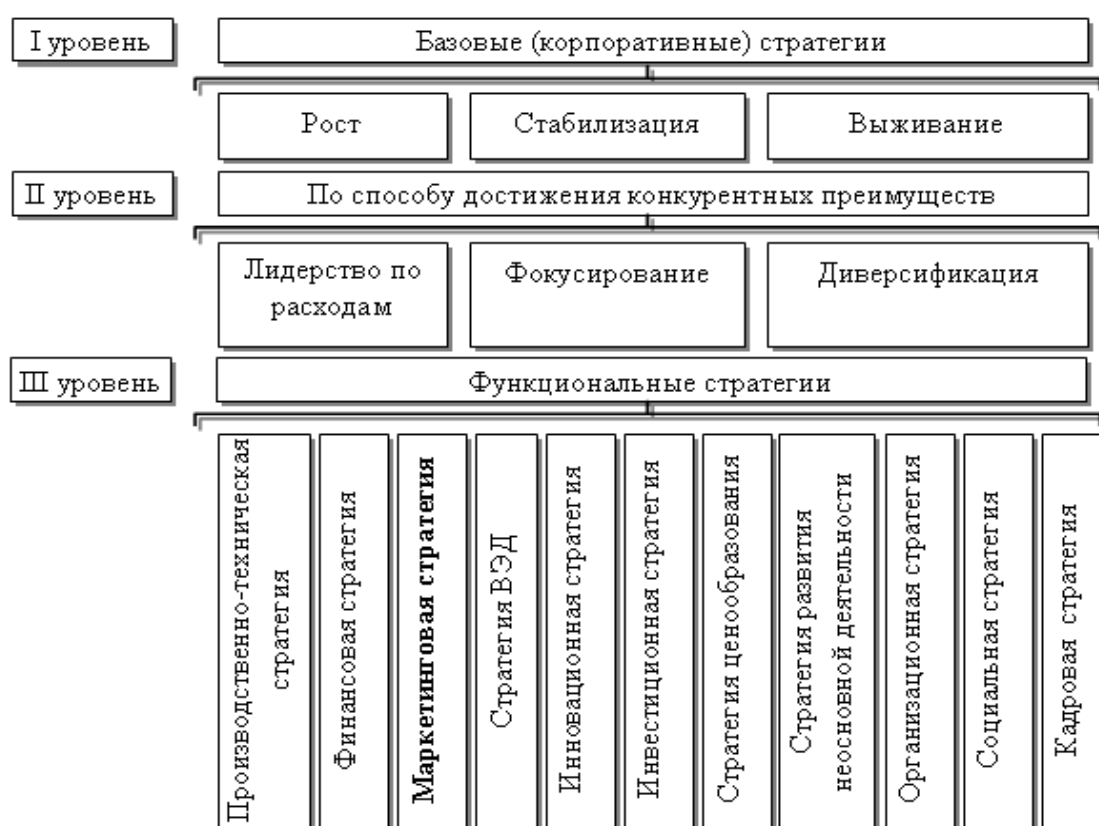 I уровень
Базовые (корпоративные) стратегии
Рост
Стабилизация
Выживание
II уровень
По способу достижения конкурентных преимуществ
Лидерство по
расходам
Фокусирование
Диверсификация
III уровень
Функциональные стратегии
Производственно-техническая
стратегия
Финансовая стратегия
Маркетинговая стратегия
Стратегия ВЭД
Инновационная стратегия
Инвестиционная стратегия
Стратегия ценообразования
Стратегия развития
неосновной деятельности
Организационная стратегия
Социальная стратегия
Кадровая стратегия